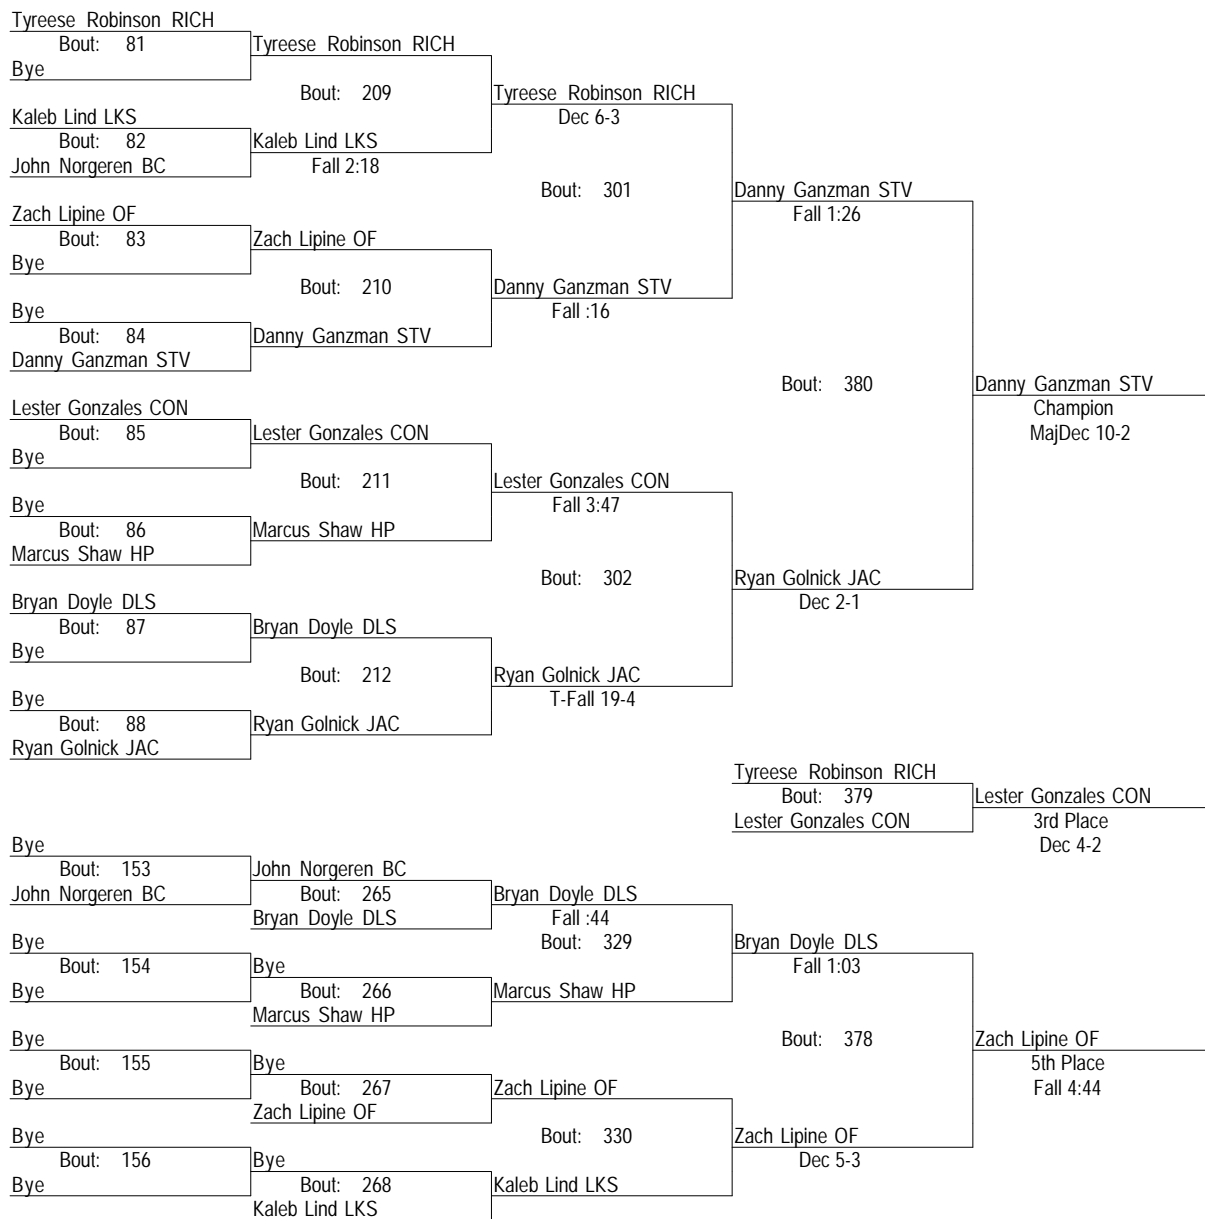 Tyreese Robinson RICH
Bout: 81
Tyreese Robinson RICH
Bye
Bout: 209
Tyreese Robinson RICH
Dec 6-3
Kaleb Lind LKS
Bout: 82
Kaleb Lind LKS
John Norgeren BC
Fall 2:18
Bout: 301
Danny Ganzman STV
Fall 1:26
Zach Lipine OF
Bout: 83
Zach Lipine OF
Bye
Bout: 210
Danny Ganzman STV
Fall :16
Bye
Bout: 84
Danny Ganzman STV
Danny Ganzman STV
Bout: 380
Danny Ganzman STV
Champion
MajDec 10-2
Lester Gonzales CON
Bout: 85
Lester Gonzales CON
Bye
Bout: 211
Lester Gonzales CON
Fall 3:47
Bye
Bout: 86
Marcus Shaw HP
Marcus Shaw HP
Bout: 302
Ryan Golnick JAC
Dec 2-1
Bryan Doyle DLS
Bout: 87
Bryan Doyle DLS
Bye
Bout: 212
Ryan Golnick JAC
T-Fall 19-4
Bye
Bout: 88
Ryan Golnick JAC
Ryan Golnick JAC
Tyreese Robinson RICH
Bout: 379
Lester Gonzales CON
Lester Gonzales CON
3rd Place
Dec 4-2
Bye
Bout: 153
John Norgeren BC
John Norgeren BC
Bout: 265
Bryan Doyle DLS
Bryan Doyle DLS
Fall :44
Bout: 329
Bryan Doyle DLS
Fall 1:03
Bye
Bout: 154
Bye
Bye
Bout: 266
Marcus Shaw HP
Marcus Shaw HP
Bout: 378
Zach Lipine OF
5th Place
Fall 4:44
Bye
Bout: 155
Bye
Bye
Bout: 267
Zach Lipine OF
Zach Lipine OF
Bout: 330
Zach Lipine OF
Dec 5-3
Bye
Bout: 156
Bye
Bye
Bout: 268
Kaleb Lind LKS
Kaleb Lind LKS